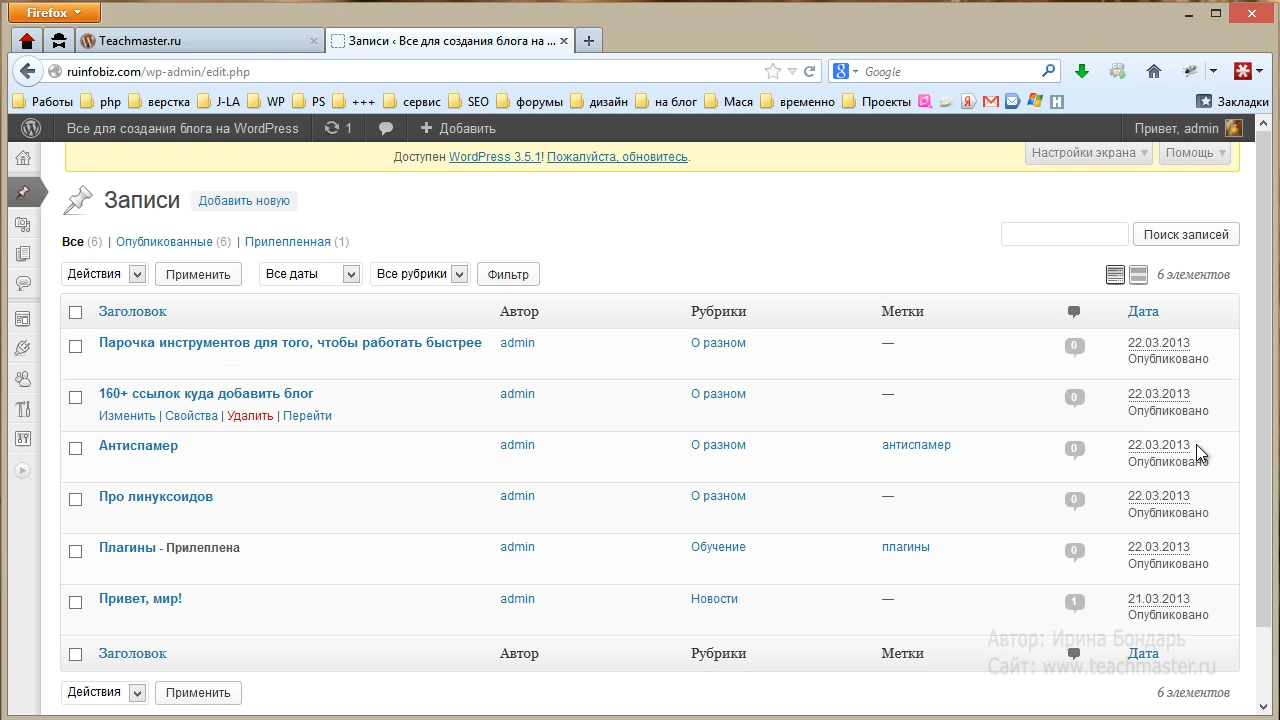 Firefox
Teachmaster.ru
Записи ‹ Все для создания блога на ...
ruinfobiz.com/wp-admin/edit.php
Google
Работы php верстка J-LA WP PS +++ сервис SEO форумы дизайн на блог Мася временно Проекты Закладки
Все для создания блога на WordPress 1 Добавить Привет, admin
Доступен WordPress 3.5.1! Пожалуйста, обновитесь.
Настройки экрана Помощь
Записи Добавить новую
Все (6) | Опубликованные (6) | Прилепленная (1)
Поиск записей
Действия Применить Все даты Все рубрики Фильтр 6 элементов
Заголовок Автор Рубрики Метки Дата
Парочка инструментов для того, чтобы работать быстрее admin О разном — 0 22.03.2013
Опубликовано
160+ ссылок куда добавить блог admin О разном — 0 22.03.2013
Изменить | Свойства | Удалить | Перейти Опубликовано
Антиспамер admin О разном антиспамер 0 22.03.2013
Опубликовано
Про линуксоидов admin О разном — 0 22.03.2013
Опубликовано
Плагины - Прилеплена admin Обучение плагины 0 22.03.2013
Опубликовано
Привет, мир! admin Новости — 1 21.03.2013
Опубликовано
Автор: Ирина Бондарь
Заголовок Автор Рубрики Метки Дата
Сайт: www.teachmaster.ru
Действия Применить 6 элементов